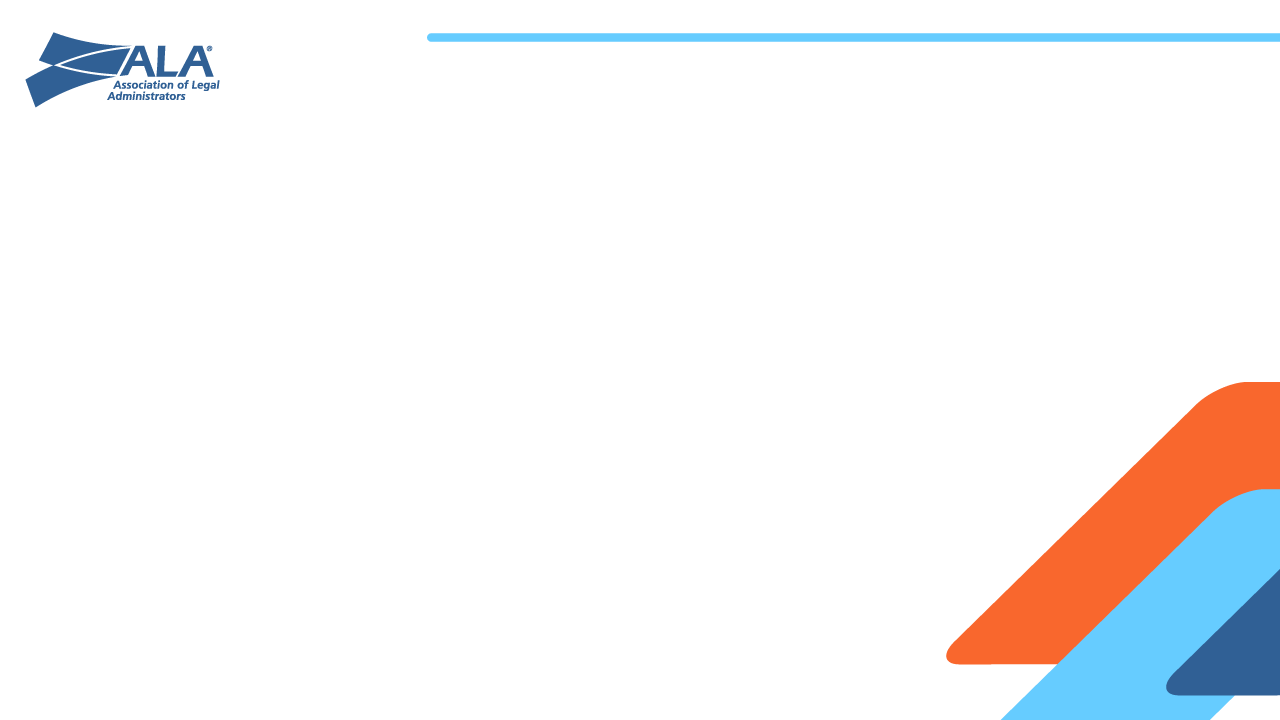 ALA®
Association of Legal
Administrators